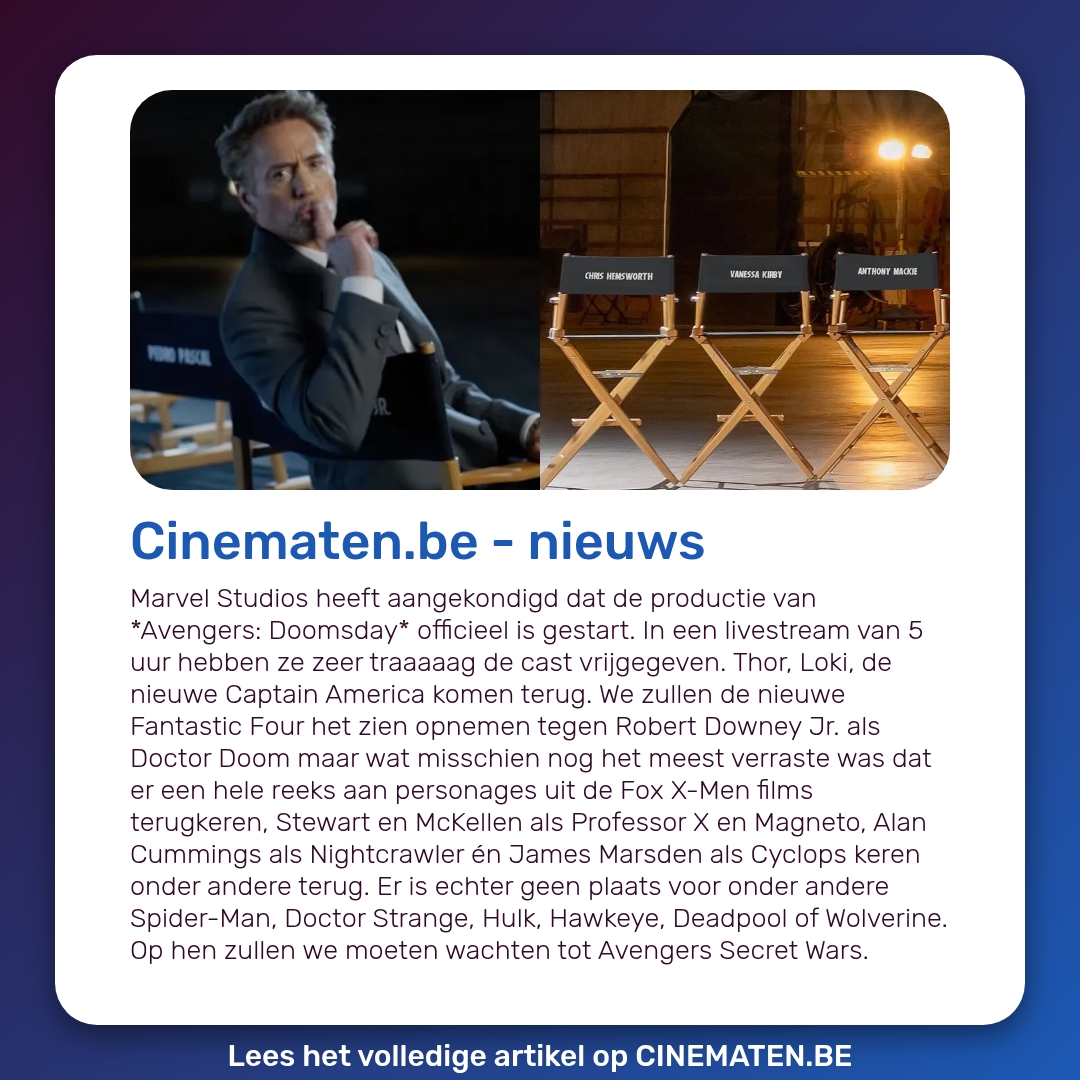 PEDRO PASCAL
JR.
CHRIS HEMSWORTH
VANESSA KIRBY
ANTHONY MACKIE
Cinematen.be - nieuws
Marvel Studios heeft aangekondigd dat de productie van
*Avengers: Doomsday* officieel is gestart. In een livestream van 5
uur hebben ze zeer traaaaag de cast vrijgegeven. Thor, Loki, de
nieuwe Captain America komen terug. We zullen de nieuwe
Fantastic Four het zien opnemen tegen Robert Downey Jr. als
Doctor Doom maar wat misschien nog het meest verraste was dat
er een hele reeks aan personages uit de Fox X-Men films
terugkeren, Stewart en McKellen als Professor X en Magneto, Alan
Cummings als Nightcrawler én James Marsden als Cyclops keren
onder andere terug. Er is echter geen plaats voor onder andere
Spider-Man, Doctor Strange, Hulk, Hawkeye, Deadpool of Wolverine.
Op hen zullen we moeten wachten tot Avengers Secret Wars.
Lees het volledige artikel op CINEMATEN.BE